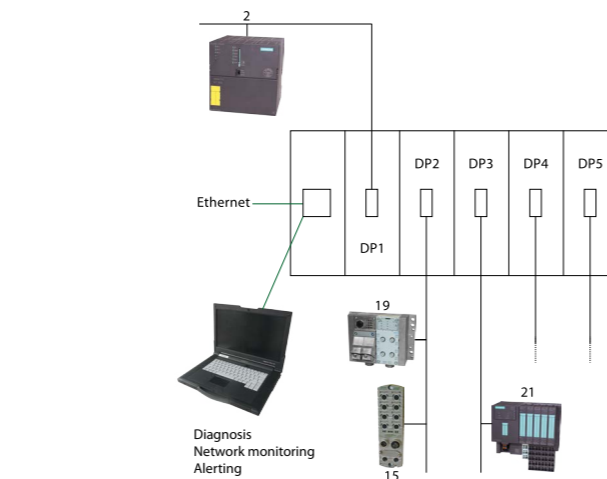 2
DP2 DP3 DP4 DP5
Ethernet
DP1
19
21
Diagnosis
Network monitoring
Alerting
15